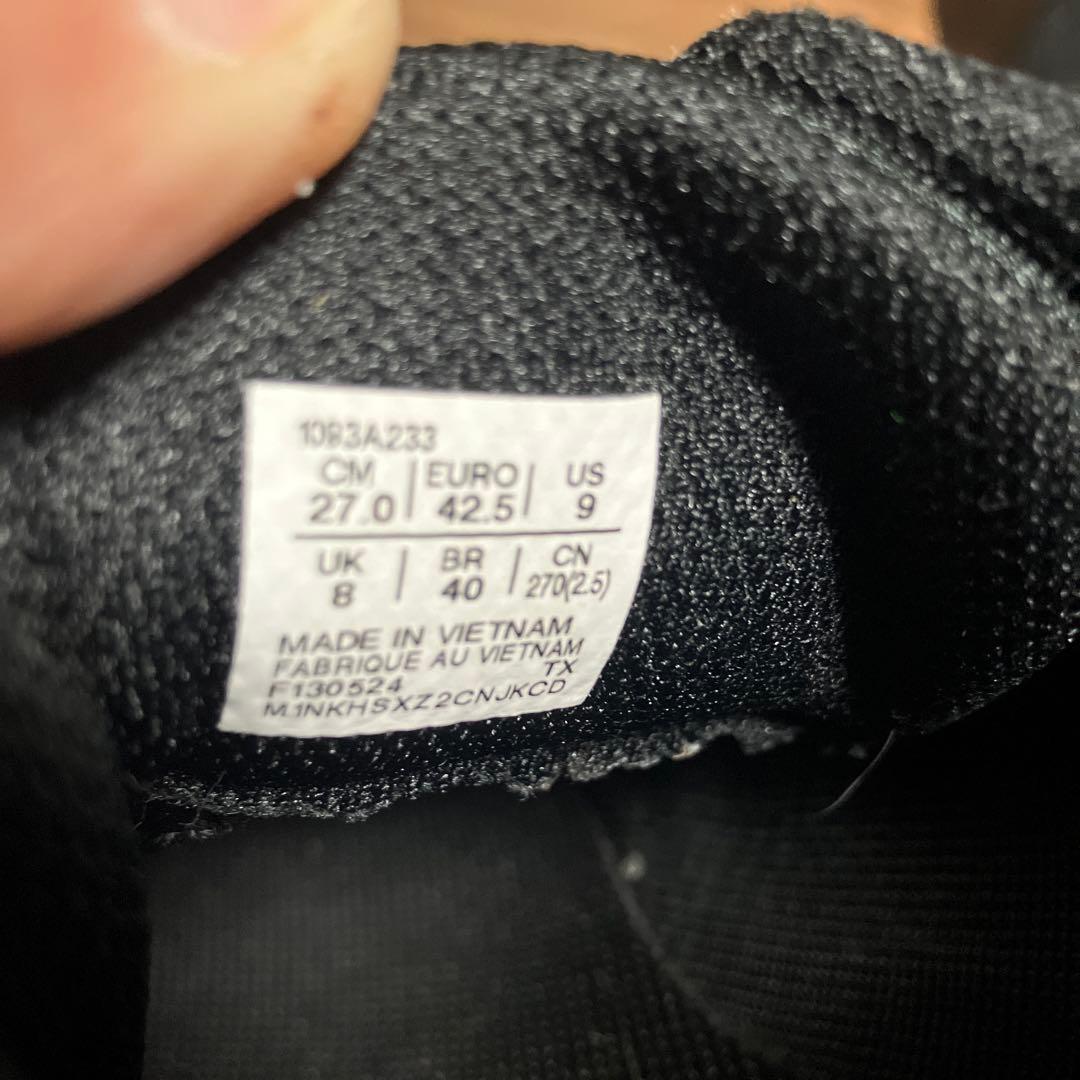 1093A233
CM | EURO | US
27.0 | 42.5 | 9
UK | BR | CN
8 | 40 | 270(2.5)
MADE IN VIETNAM
FABRIQUE AU VIETNAM
F130524 TX
M.1NKHSXZ2CNJKCD